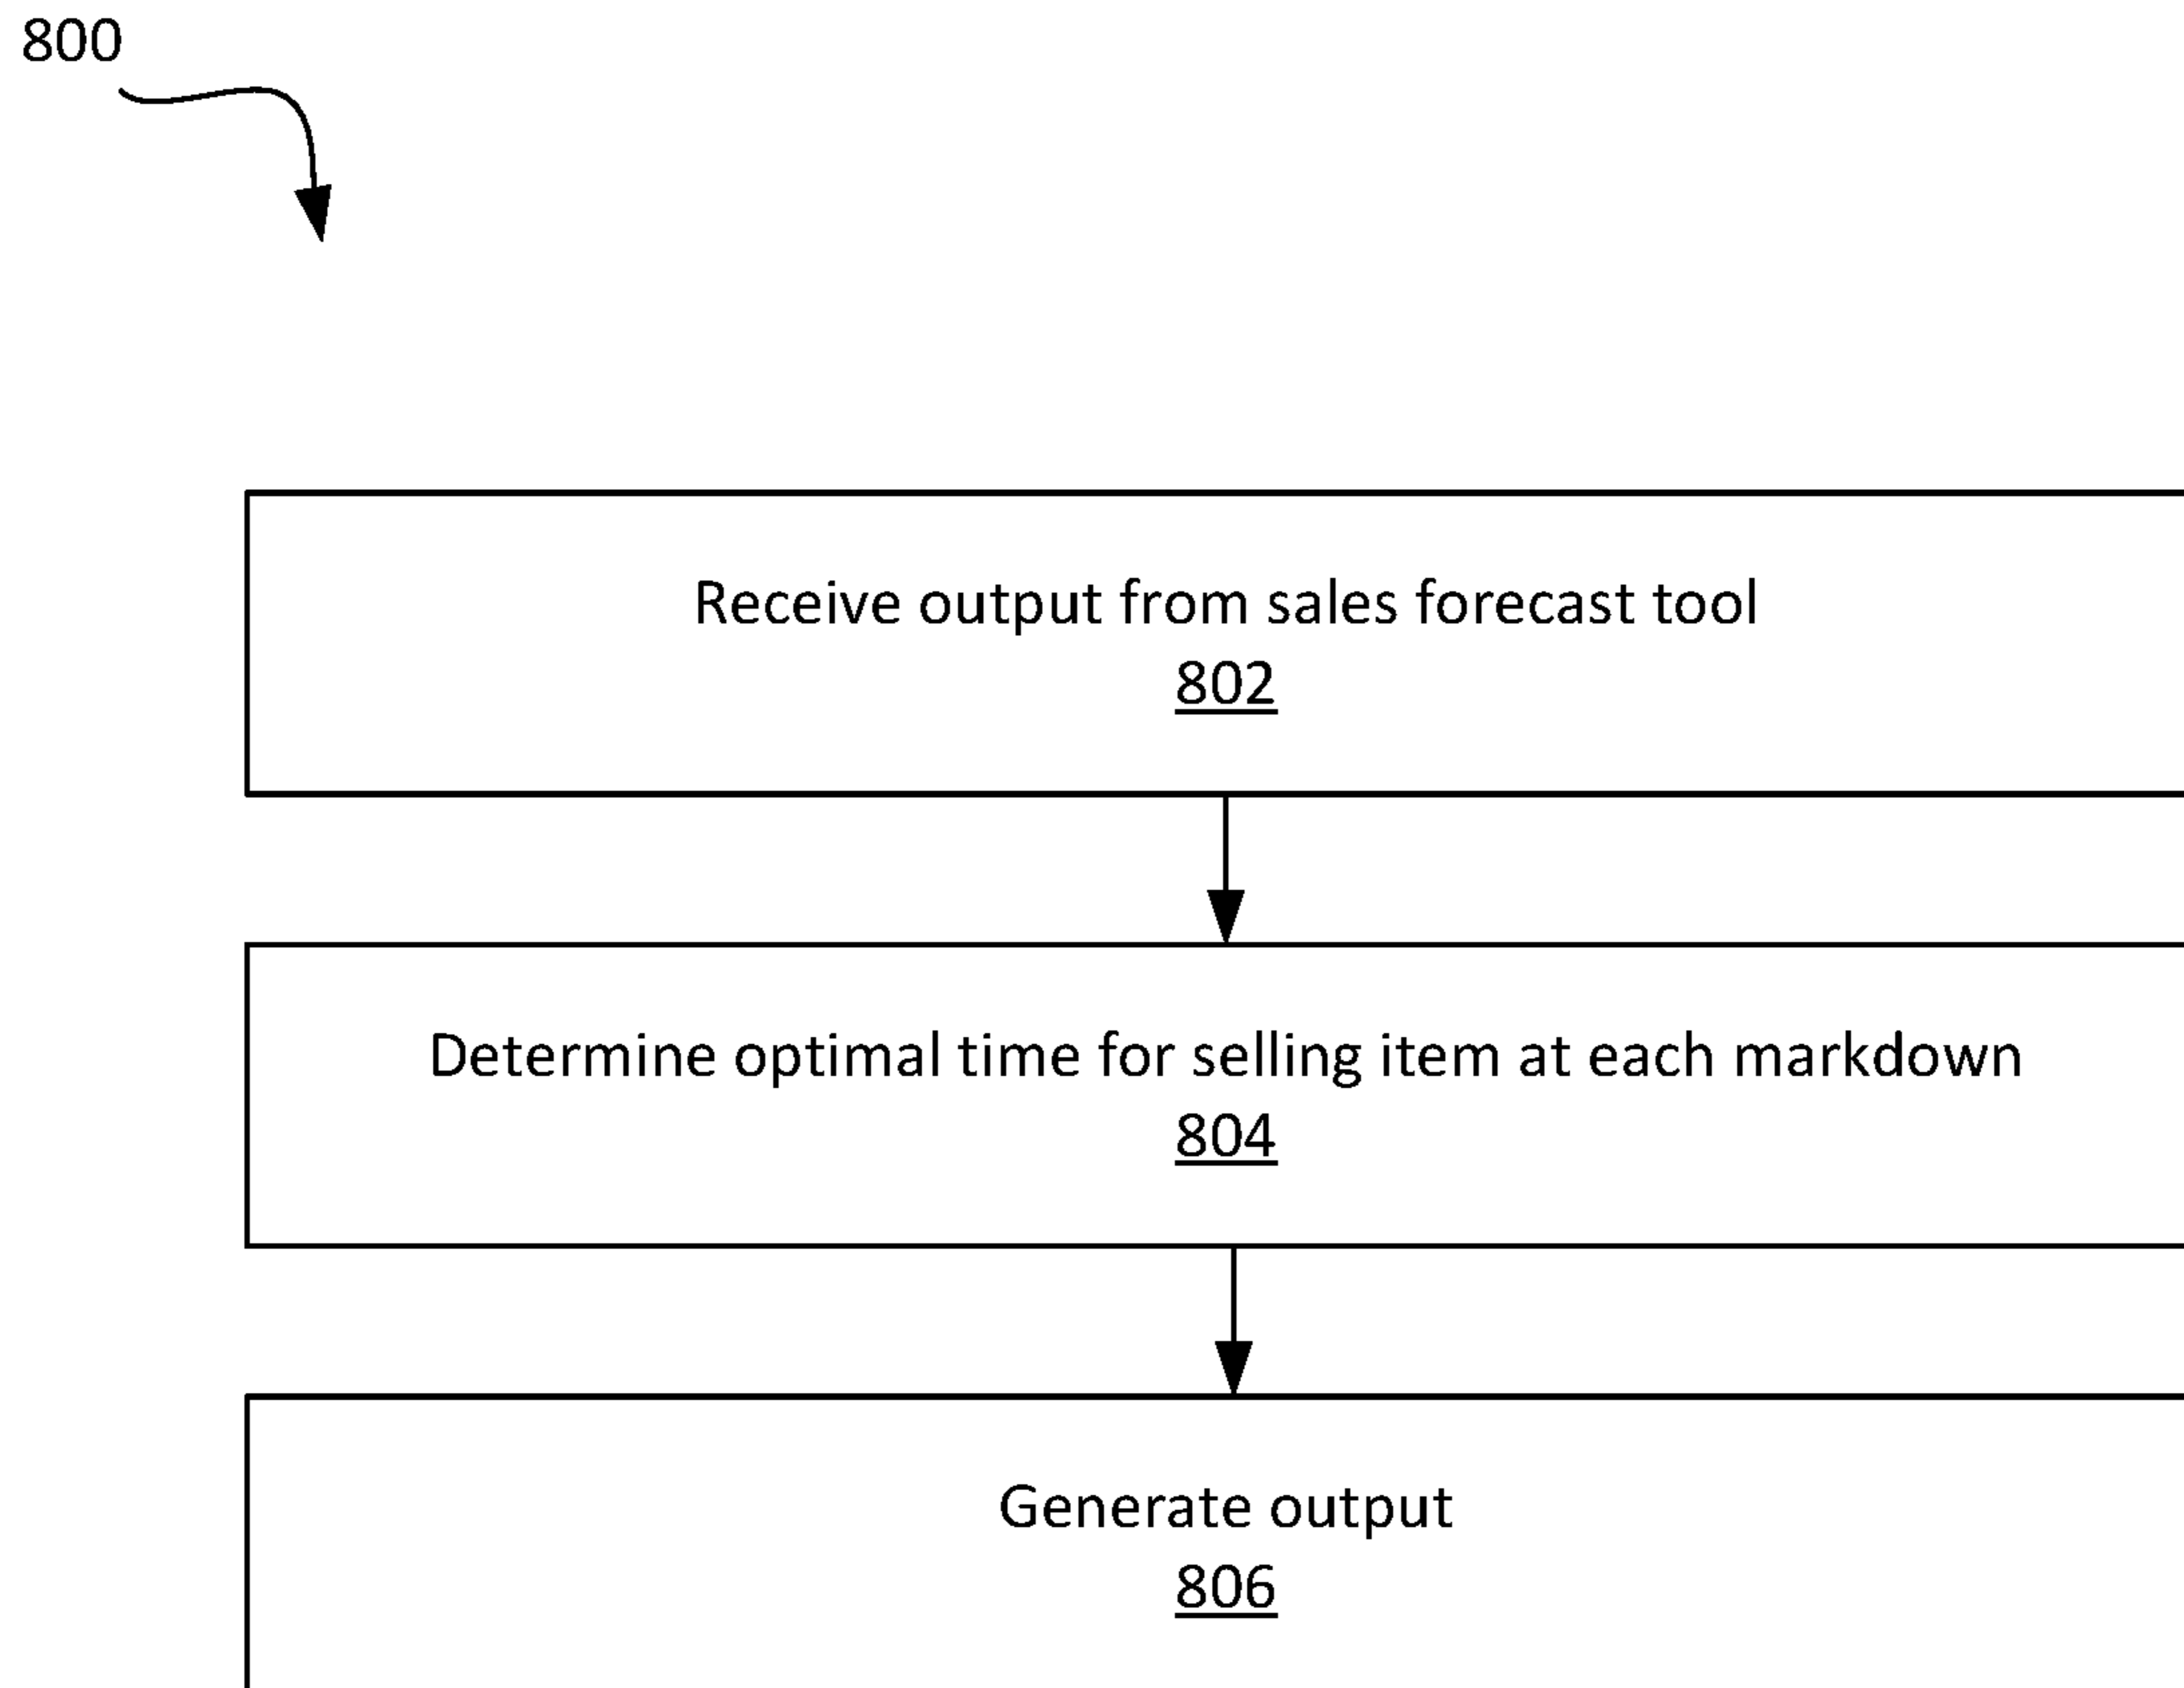 800
Receive output from sales forecast tool
802
Determine optimal time for selling item at each markdown
804
Generate output
806